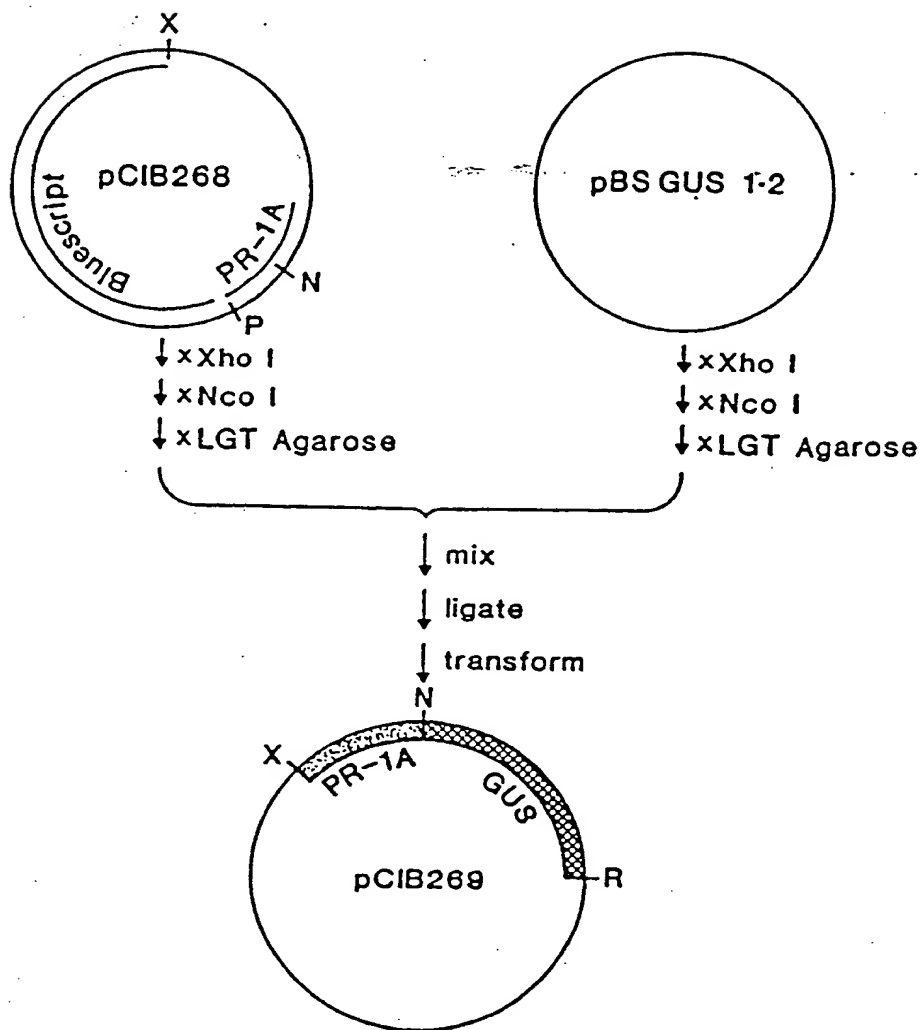 X
pCIB268
Bluescript
PR-1A
N
P
pBS GUS 1-2
xXho I
xNco I
xLGT Agarose
xXho I
xNco I
xLGT Agarose
mix
ligate
transform
N
X
PR-1A
GUS
pCIB269
R